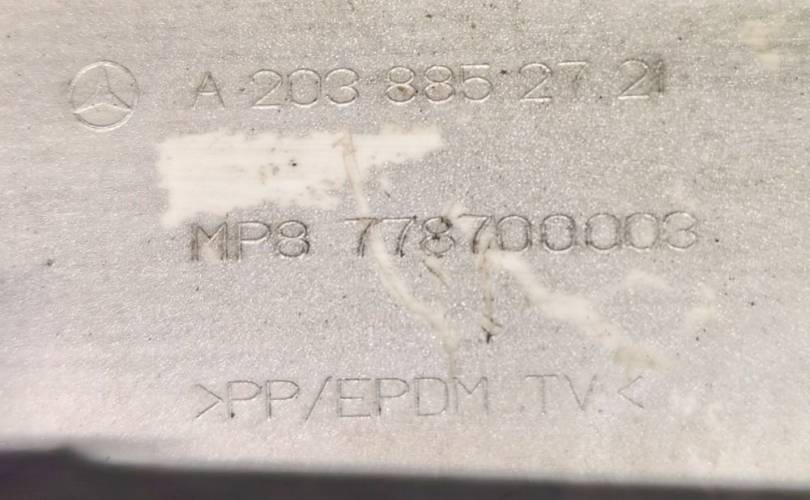 A 203 885 27 21
MP8 778700003
>PP/EPDM TV.<